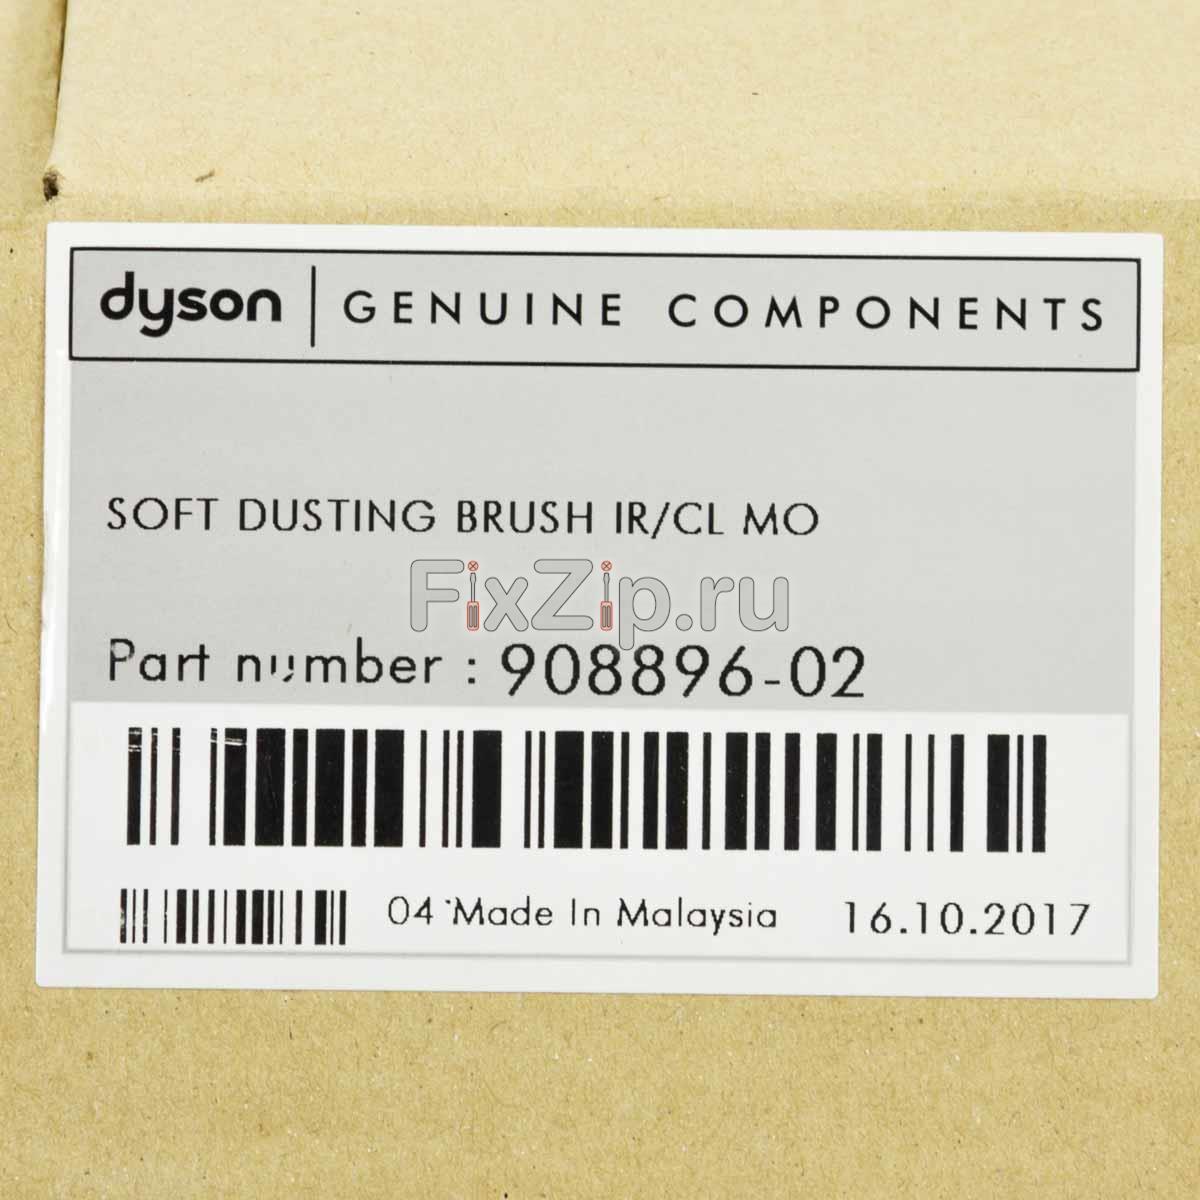 dyson | GENUINE COMPONENTS
SOFT DUSTING BRUSH IR/CL MO
FixZip.ru
Part number : 908896-02
04 Made In Malaysia 16.10.2017